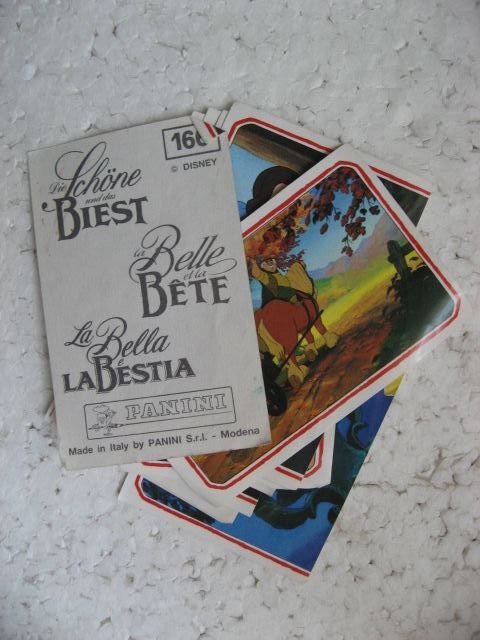 166
© DISNEY
Die Schöne
und das
BIEST
la Belle
et la
BÊTE
La Bella
e
LA BESTIA
PANINI
Made in Italy by PANINI S.r.l. - Modena